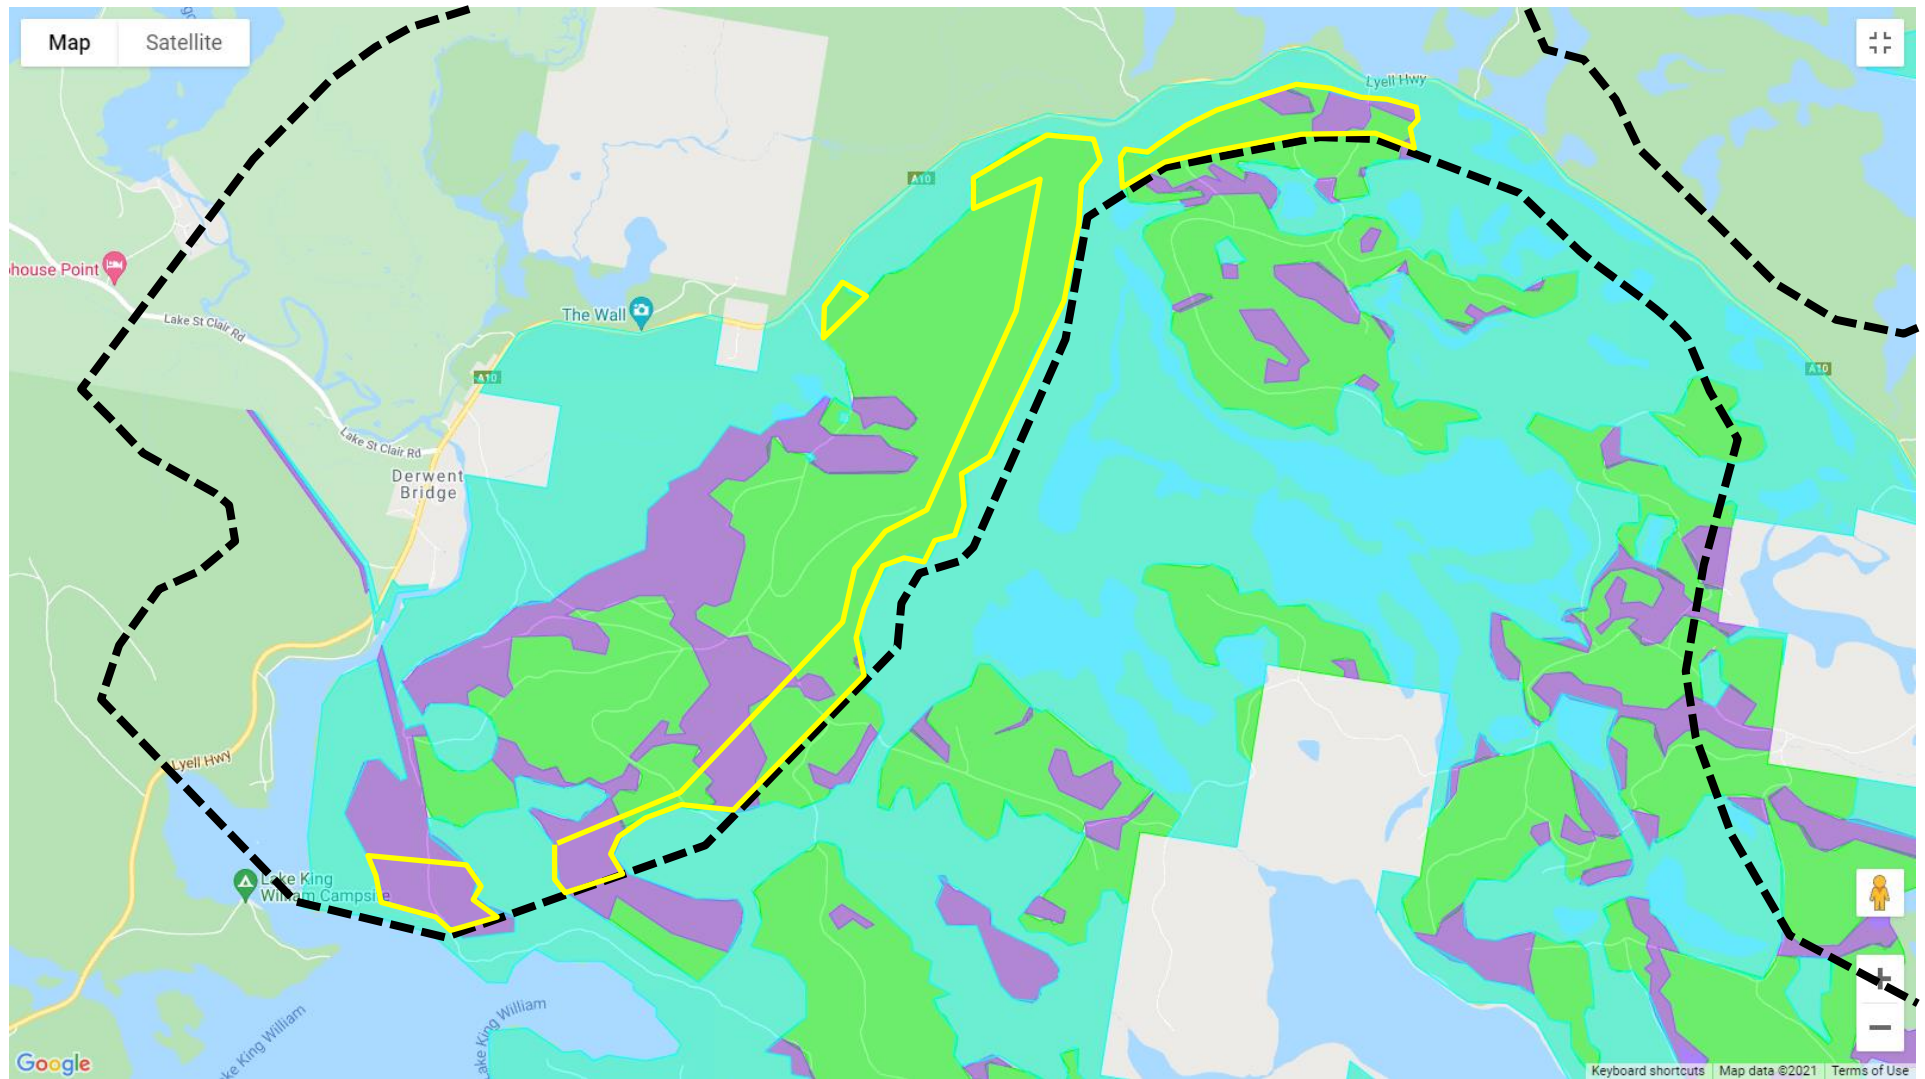 Map
Satellite
Lyell Hwy
A10
house Point
The Wall
Lake St Clair Rd
A10
A10
Lake St Clair Rd
Derwent
Bridge
Lyell Hwy
Lake King
William Campsite
Lake King William
ke King William
Google
Keyboard shortcuts
Map data ©2021
Terms of Use